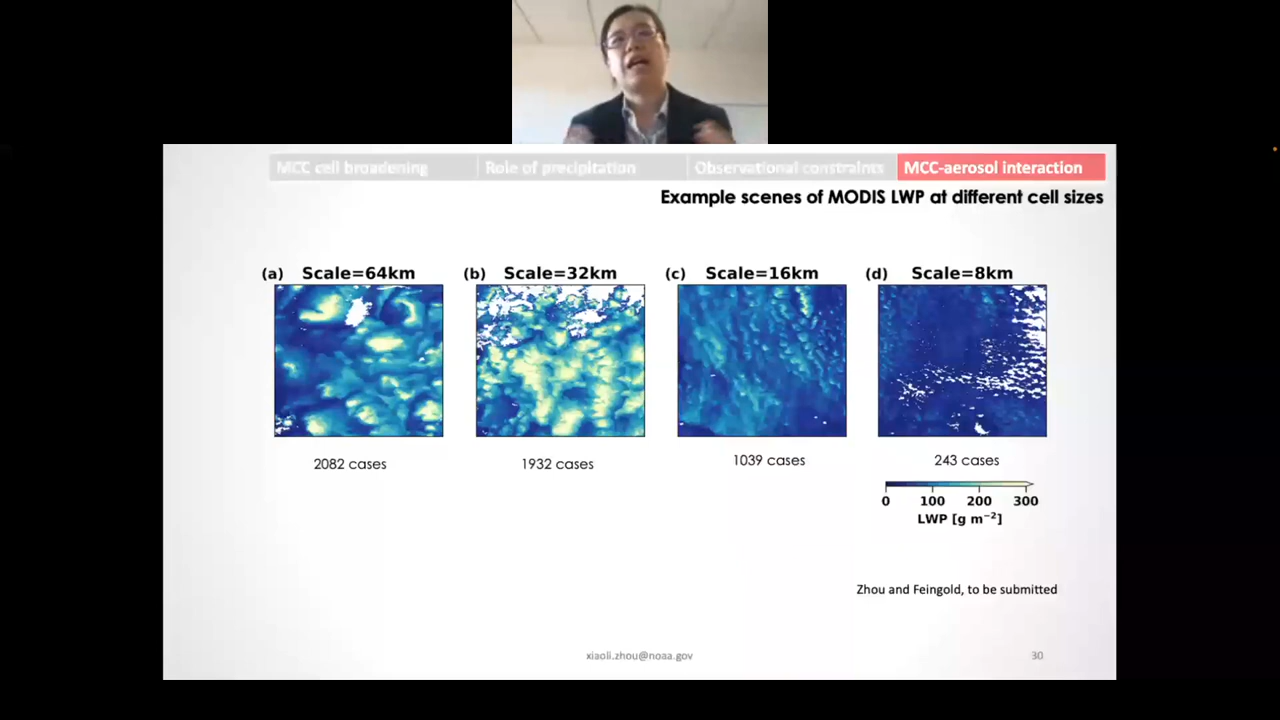 MCC cell broadening Role of precipitation Observational constraints MCC-aerosol interaction
Example scenes of MODIS LWP at different cell sizes
(a) Scale=64km (b) Scale=32km (c) Scale=16km (d) Scale=8km
2082 cases 1932 cases 1039 cases 243 cases
0 100 200 300
LWP [g m⁻²]
Zhou and Feingold, to be submitted
xiaoli.zhou@noaa.gov 30